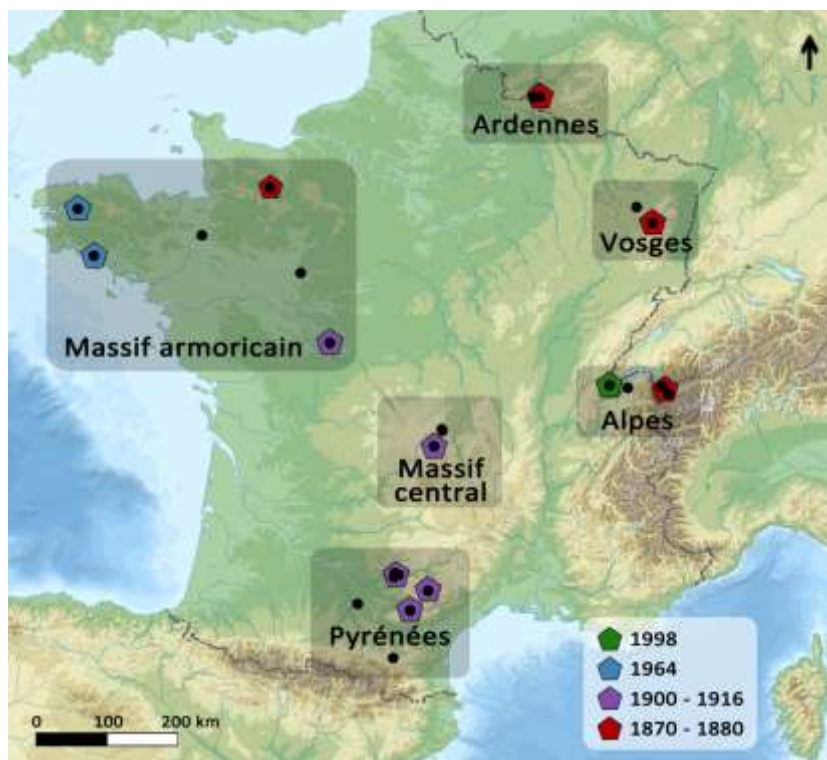 Ardennes
Vosges
Massif armoricain
Alpes
Massif
central
Pyrénées
1998
1964
1900 - 1916
1870 - 1880
0 100 200 km